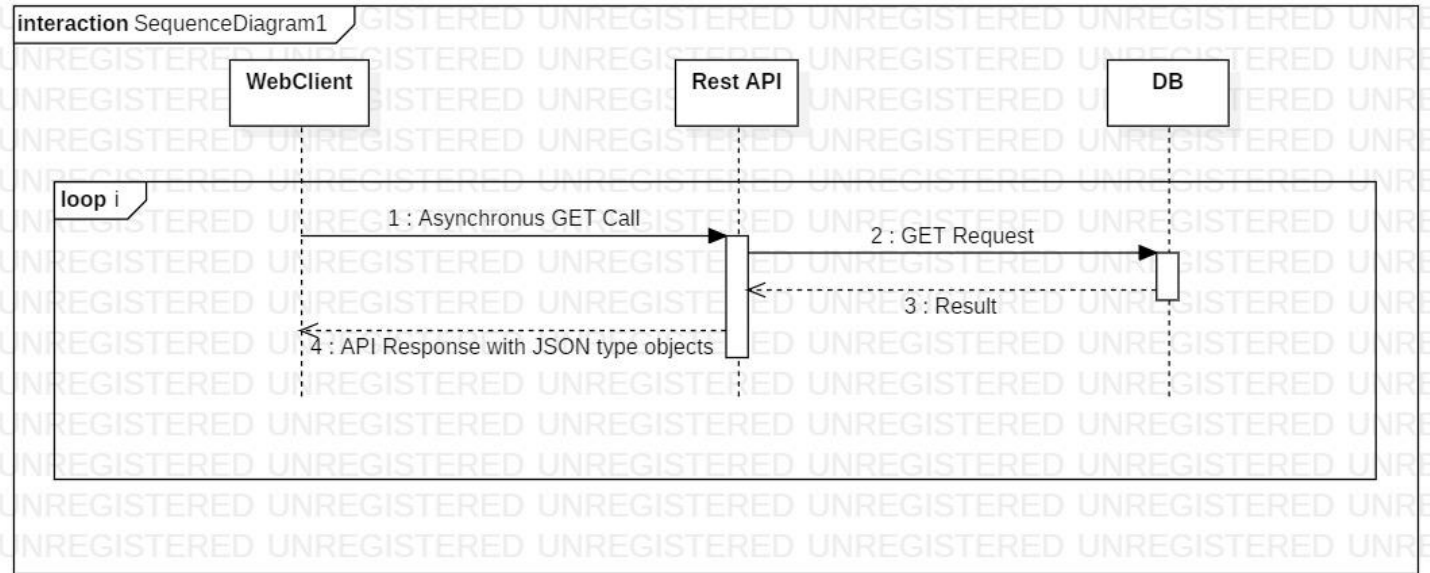 interaction SequenceDiagram1
WebClient
Rest API
DB
loop i
1 : Asynchronus GET Call
2 : GET Request
3 : Result
4 : API Response with JSON type objects
UNREGISTERED